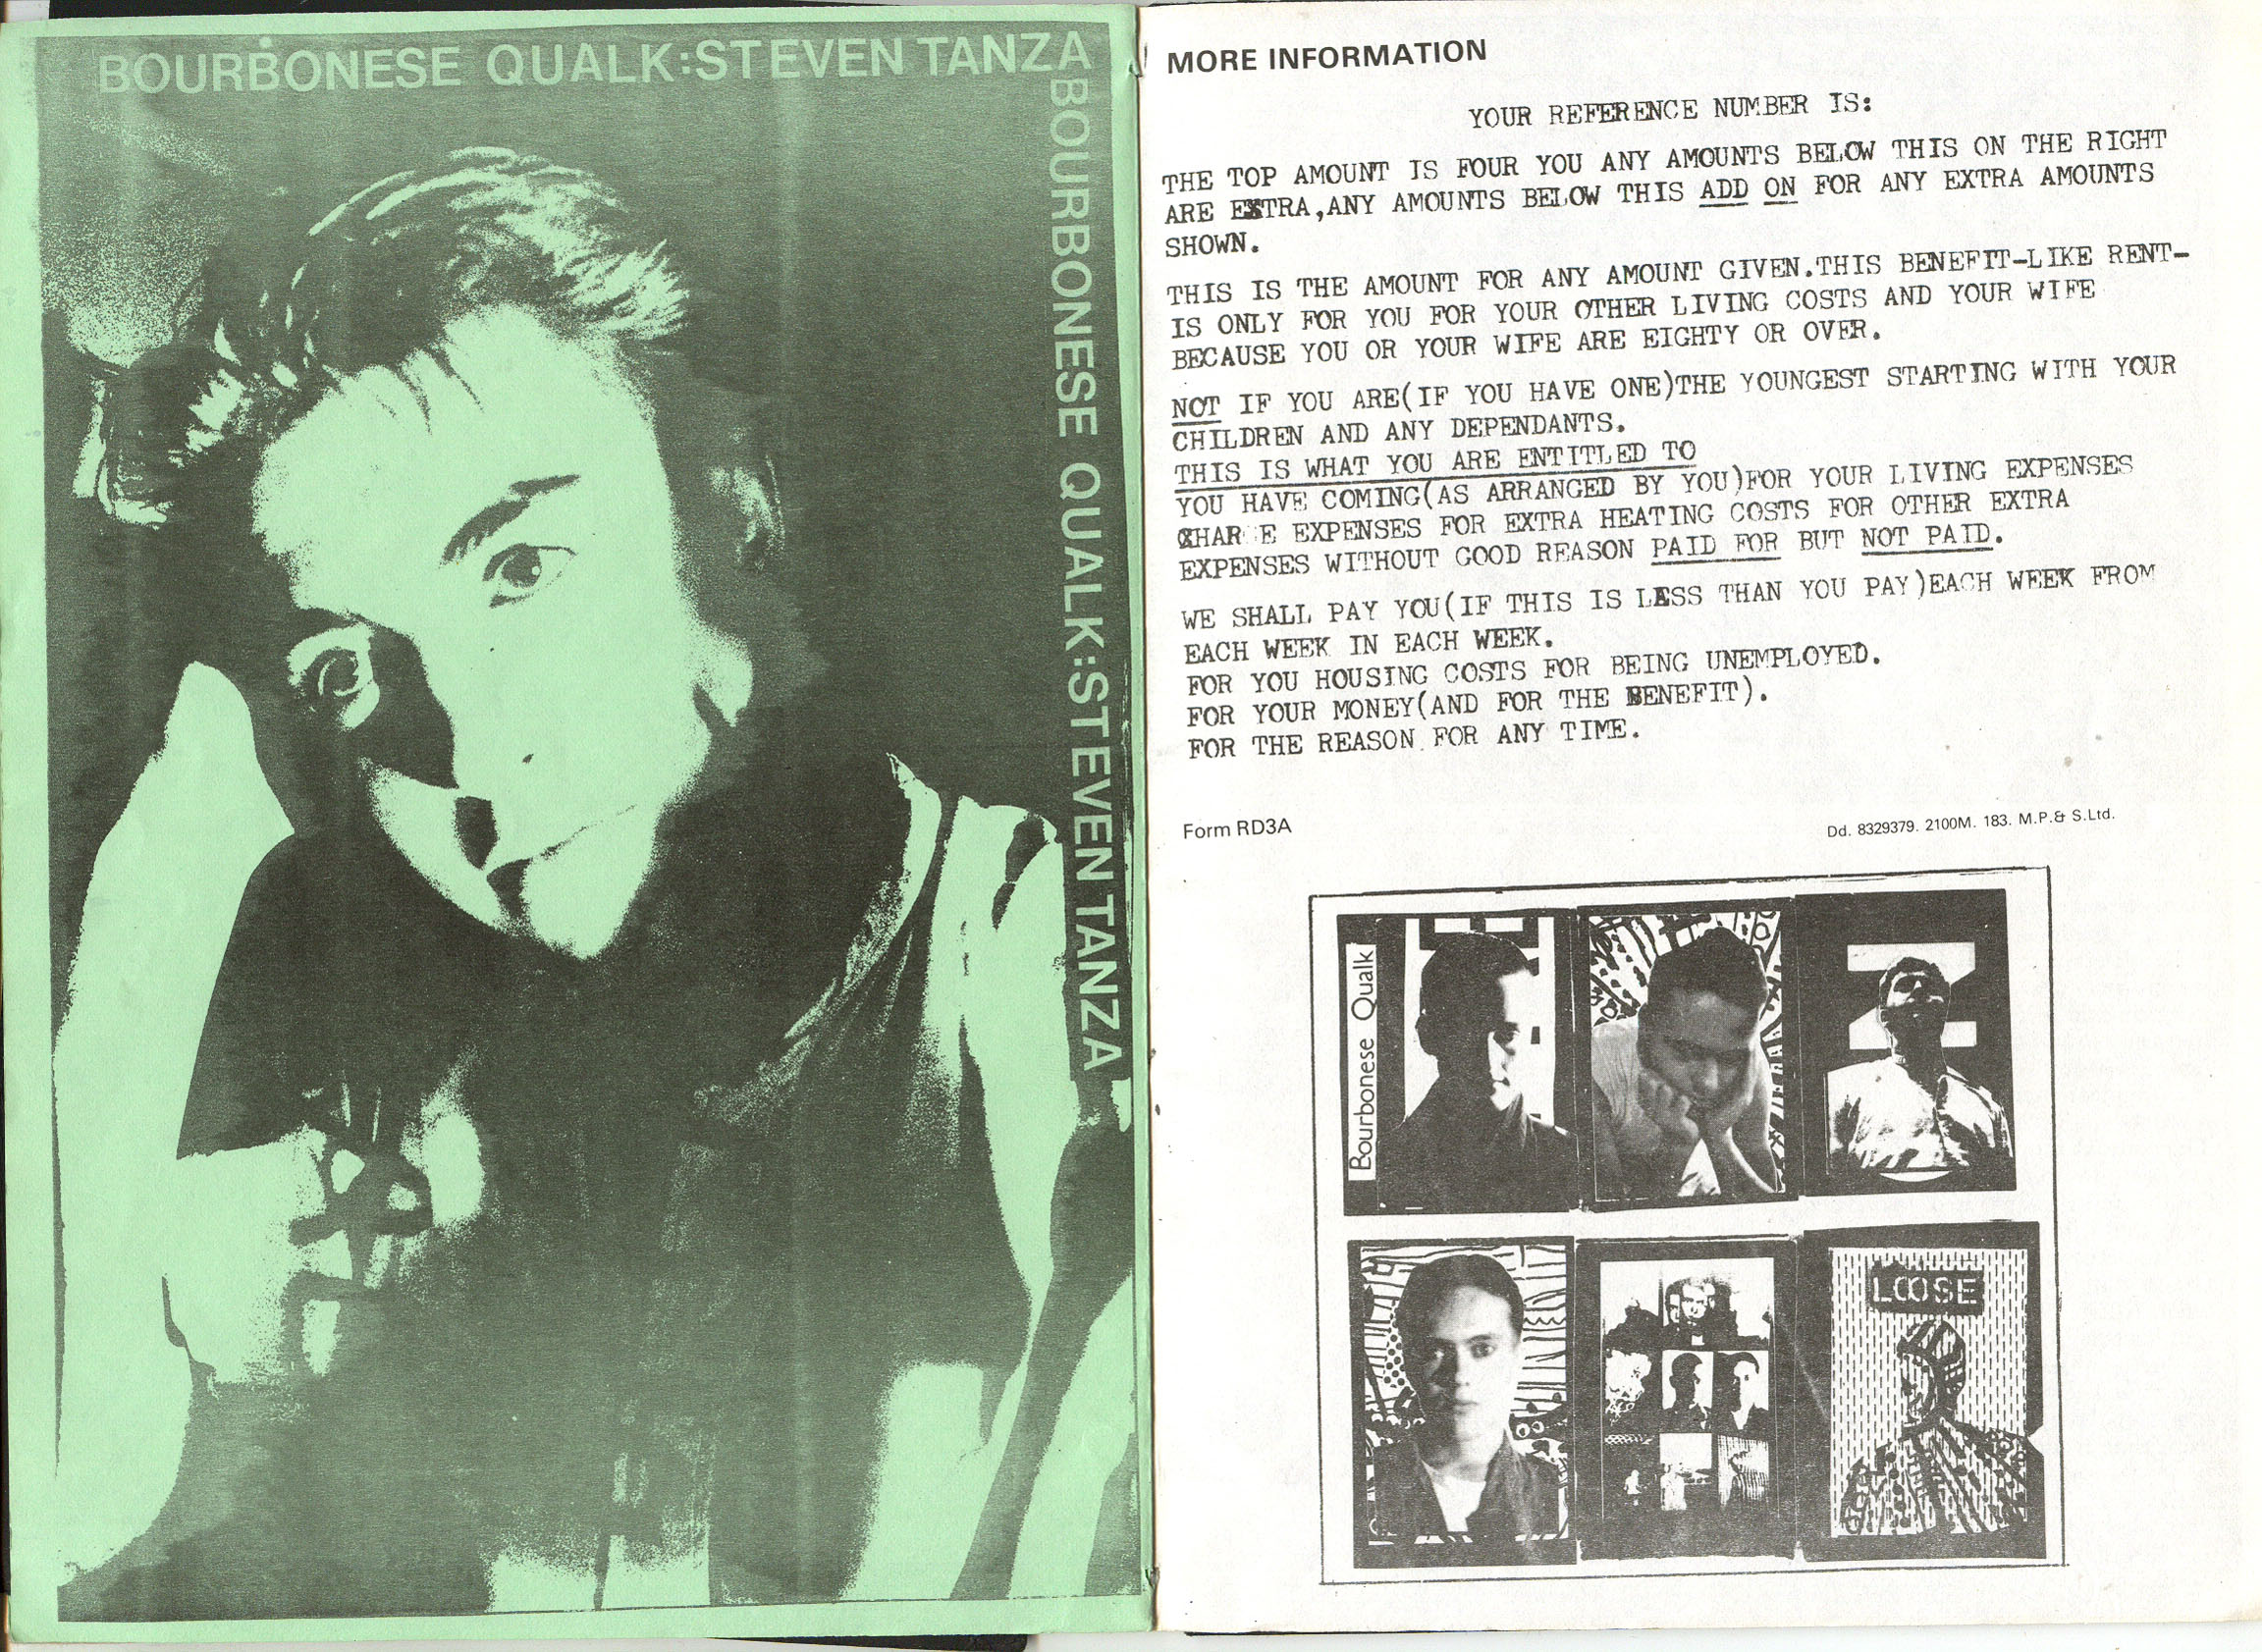 BOURBONESE QUALK:STEVEN TANZA
BOURBONESE QUALK:STEVEN TANZA
MORE INFORMATION
YOUR REFERENCE NUMBER IS:
THE TOP AMOUNT IS FOUR YOU ANY AMOUNTS BELOW THIS ON THE RIGHT
ARE EXTRA,ANY AMOUNTS BELOW THIS ADD ON FOR ANY EXTRA AMOUNTS
SHOWN.
THIS IS THE AMOUNT FOR ANY AMOUNT GIVEN.THIS BENEFIT-LIKE RENT-
IS ONLY FOR YOU FOR YOUR OTHER LIVING COSTS AND YOUR WIFE
BECAUSE YOU OR YOUR WIFE ARE EIGHTY OR OVER.
NOT IF YOU ARE(IF YOU HAVE ONE)THE YOUNGEST STARTING WITH YOUR
CHILDREN AND ANY DEPENDANTS.
THIS IS WHAT YOU ARE ENTITLED TO
YOU HAVE COMING(AS ARRANGED BY YOU)FOR YOUR LIVING EXPENSES
CHARGE EXPENSES FOR EXTRA HEATING COSTS FOR OTHER EXTRA
EXPENSES WITHOUT GOOD REASON PAID FOR BUT NOT PAID.
WE SHALL PAY YOU(IF THIS IS LESS THAN YOU PAY)EACH WEEK FROM
EACH WEEK IN EACH WEEK.
FOR YOU HOUSING COSTS FOR BEING UNEMPLOYED.
FOR YOUR MONEY(AND FOR THE BENEFIT).
FOR THE REASON FOR ANY TIME.
Form RD3A
Dd. 8329379. 2100M. 183. M.P.& S.Ltd.
Bourbonese Qualk
LOOSE